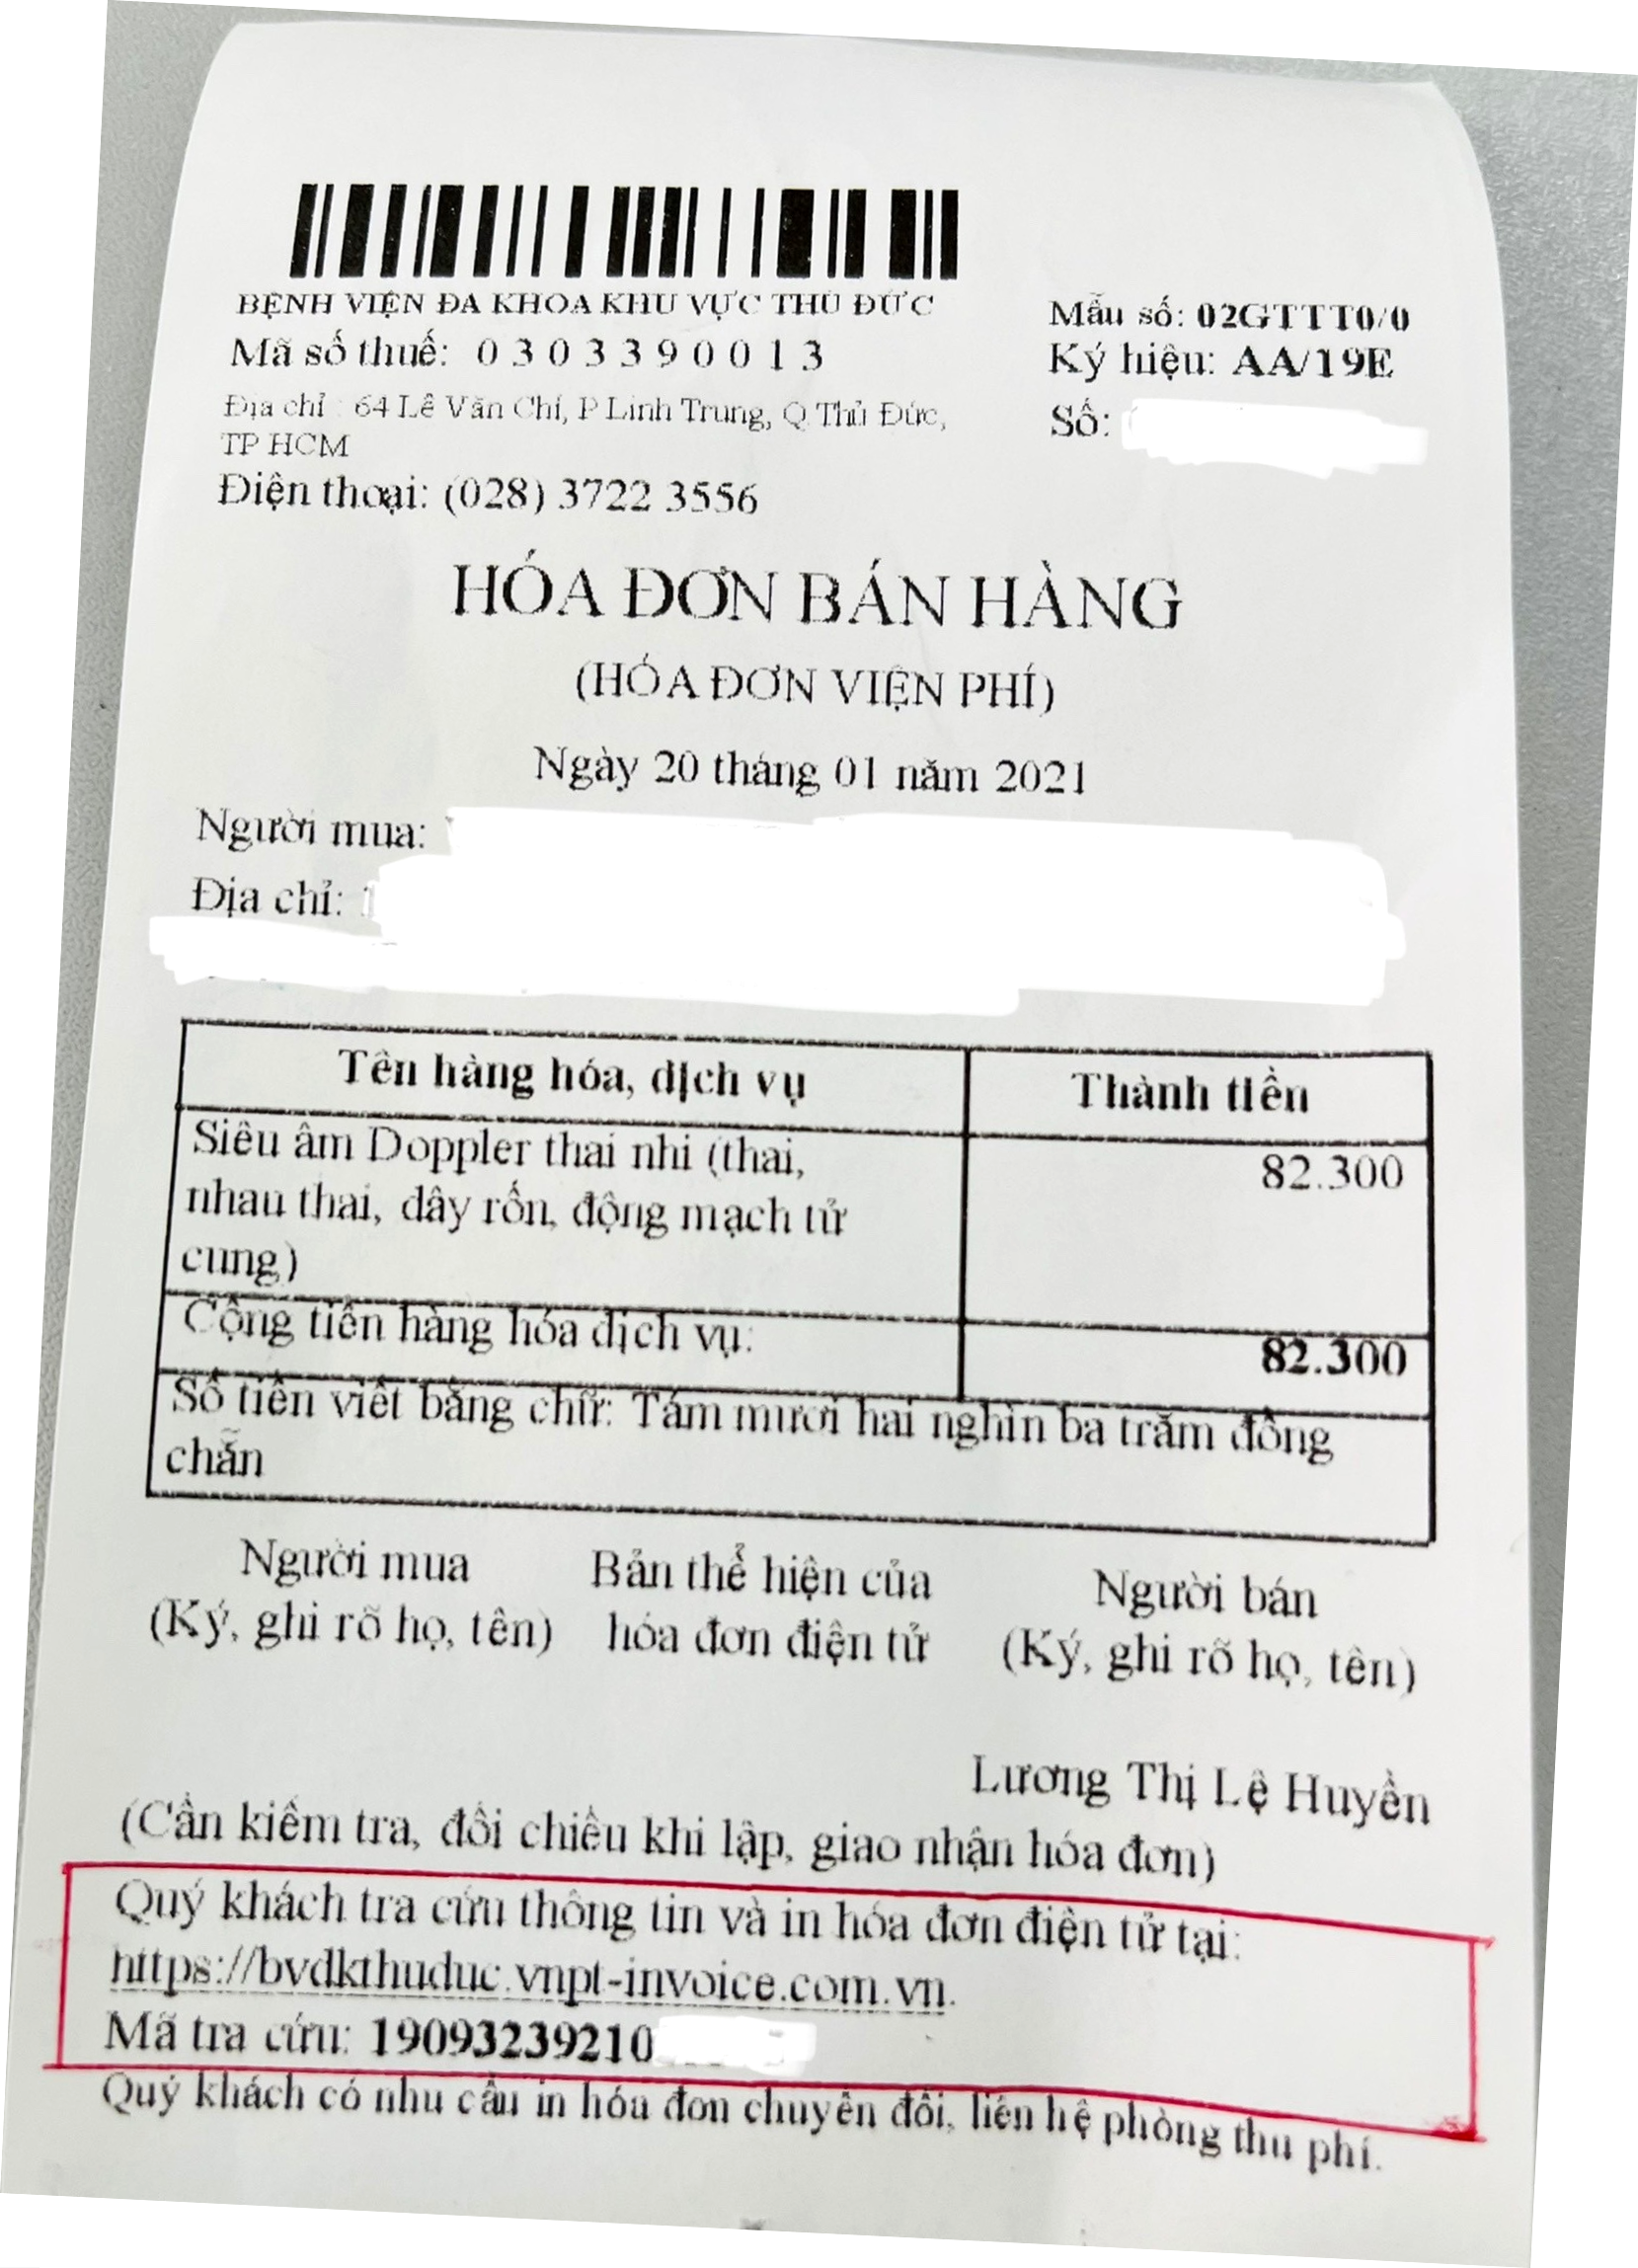 BỆNH VIỆN ĐA KHOA KHU VỰC THỦ ĐỨC
Mã số thuế: 0 3 0 3 3 9 0 0 1 3
Địa chỉ : 64 Lê Văn Chí, P Linh Trung, Q Thủ Đức,
TP HCM
Điện thoại: (028) 3722 3556
Mẫu số: 02GTTT0/0
Ký hiệu: AA/19E
Số:
HÓA ĐƠN BÁN HÀNG
(HÓA ĐƠN VIỆN PHÍ)
Ngày 20 tháng 01 năm 2021
Người mua:
Địa chỉ:
Tên hàng hóa, dịch vụ Thành tiền
Siêu âm Doppler thai nhi (thai, 82.300
nhau thai, dây rốn, động mạch tử
cung)
Cộng tiền hàng hóa dịch vụ: 82.300
Số tiền viết bằng chữ: Tám mươi hai nghìn ba trăm đồng
chẵn
Người mua Bản thể hiện của Người bán
(Ký, ghi rõ họ, tên) hóa đơn điện tử (Ký, ghi rõ họ, tên)
Lương Thị Lệ Huyền
(Cần kiểm tra, đối chiếu khi lập, giao nhận hóa đơn)
Quý khách tra cứu thông tin và in hóa đơn điện tử tại:
https://bvdkthuduc.vnpt-invoice.com.vn.
Mã tra cứu: 19093239210
Quý khách có nhu cầu in hóa đơn chuyển đổi, liên hệ phòng thu phí.